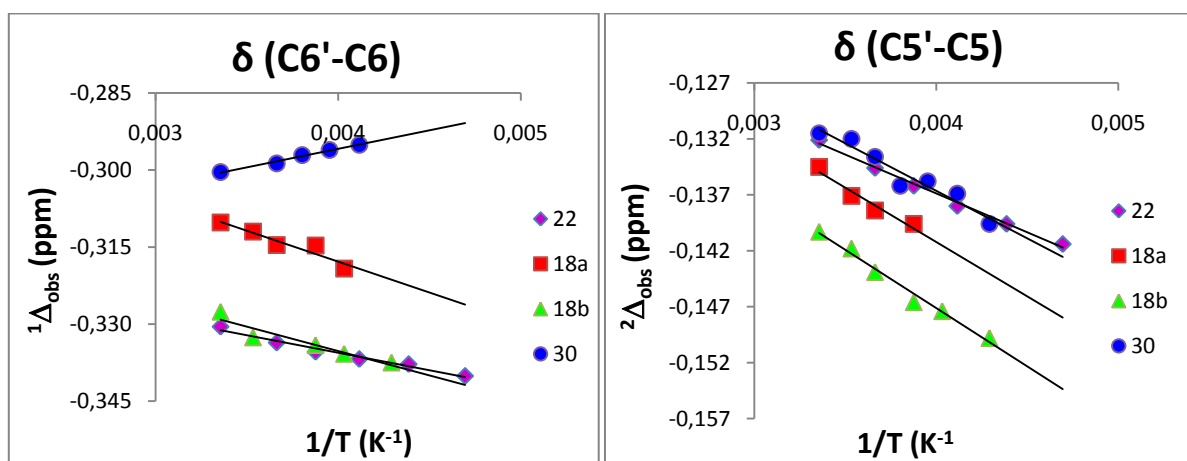 δ (C6'-C6)
-0,285
-0,300
-0,315
-0,330
-0,345
0,003
0,004
0,005
¹Δobs (ppm)
1/T (K⁻¹)
22
18a
18b
30
δ (C5'-C5)
-0,127
-0,132
-0,137
-0,142
-0,147
-0,152
-0,157
0,003
0,004
0,005
²Δobs (ppm)
1/T (K⁻¹
22
18a
18b
30